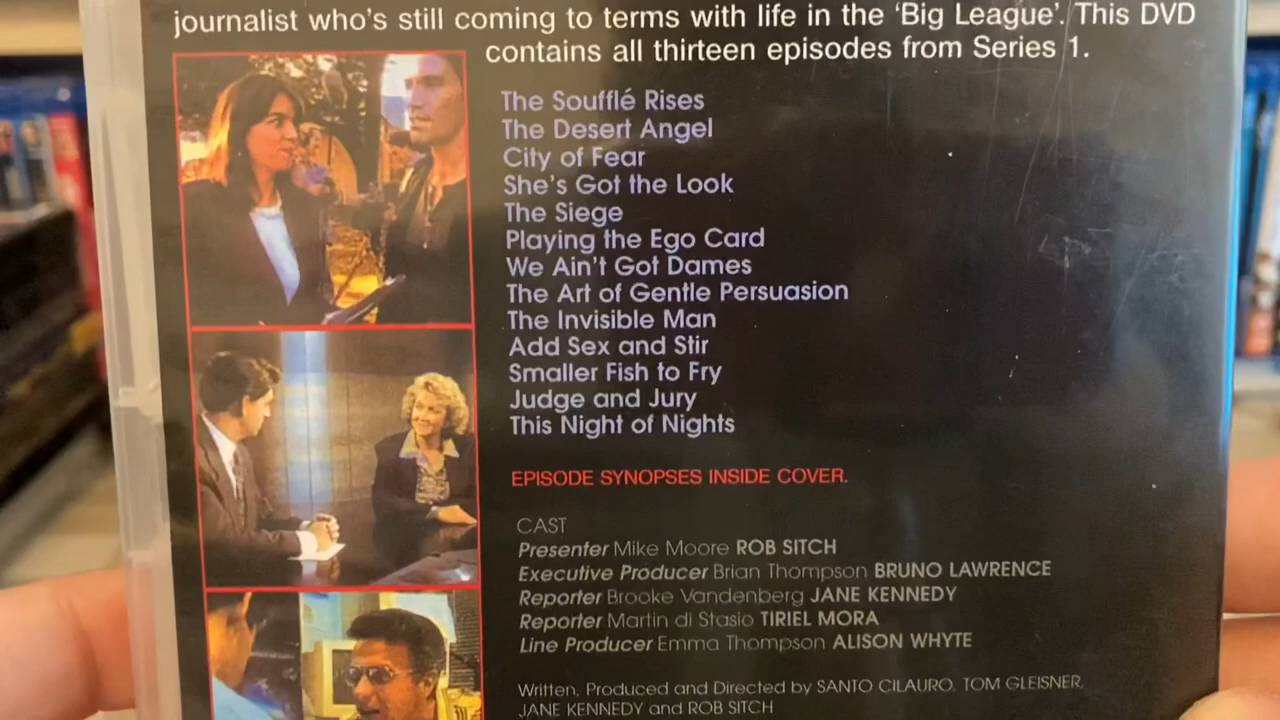 journalist who's still coming to terms with life in the 'Big League'. This DVD
contains all thirteen episodes from Series 1.
The Soufflé Rises
The Desert Angel
City of Fear
She's Got the Look
The Siege
Playing the Ego Card
We Ain't Got Dames
The Art of Gentle Persuasion
The Invisible Man
Add Sex and Stir
Smaller Fish to Fry
Judge and Jury
This Night of Nights
EPISODE SYNOPSES INSIDE COVER.
CAST
Presenter Mike Moore ROB SITCH
Executive Producer Brian Thompson BRUNO LAWRENCE
Reporter Brooke Vandenberg JANE KENNEDY
Reporter Martin di Stasio TIRIEL MORA
Line Producer Emma Thompson ALISON WHYTE
Written, Produced and Directed by SANTO CILAURO, TOM GLEISNER,
JANE KENNEDY and ROB SITCH